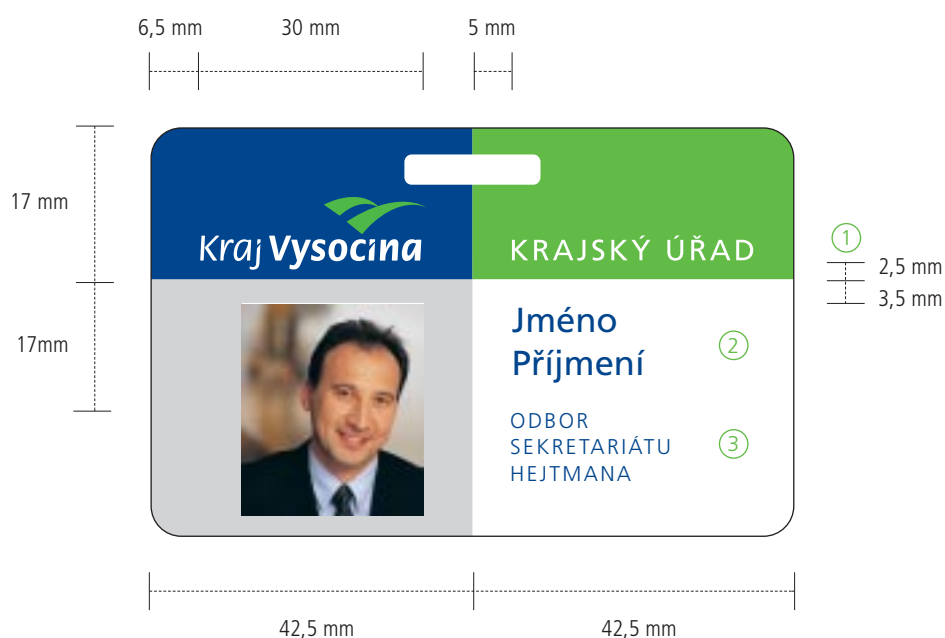 6,5 mm 30 mm 5 mm
17 mm
Kraj Vysočina
KRAJSKÝ ÚŘAD
1
2,5 mm
3,5 mm
17mm
Jméno
Příjmení
2
ODBOR
SEKRETARIÁTU
HEJTMANA
3
42,5 mm 42,5 mm